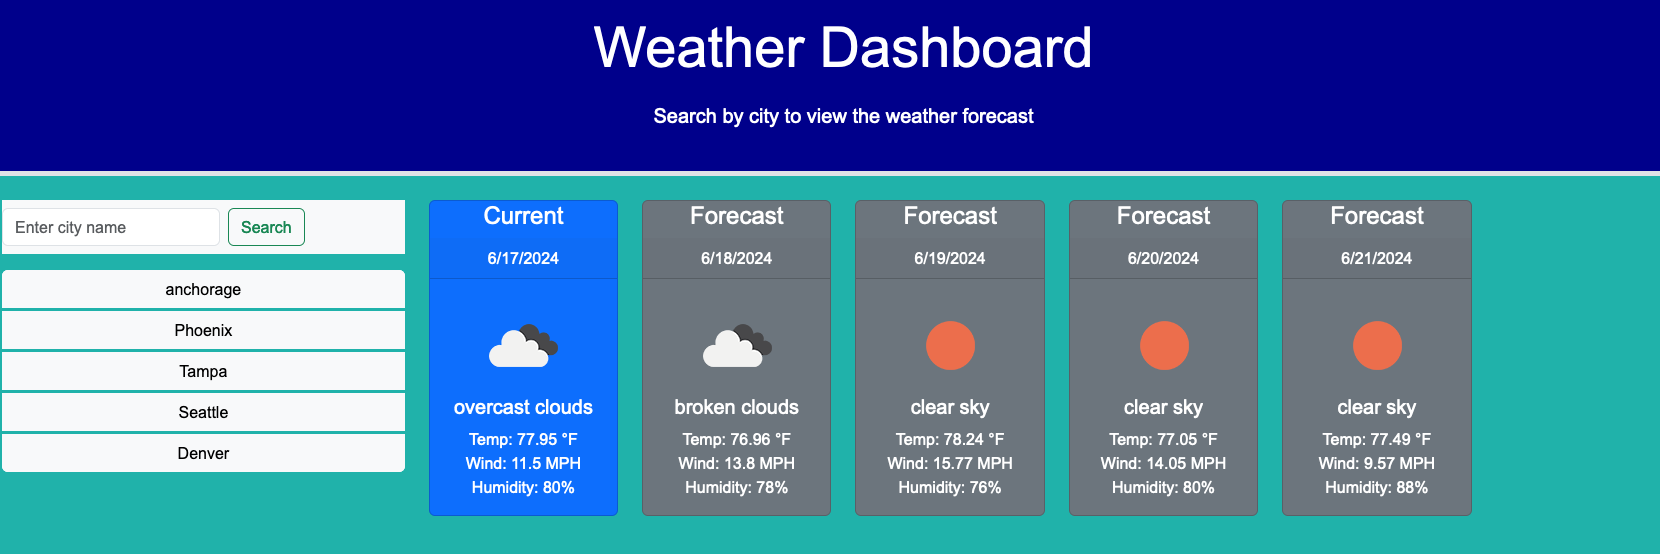 Weather Dashboard
Search by city to view the weather forecast
Enter city name
Search
anchorage
Phoenix
Tampa
Seattle
Denver
Current
6/17/2024
overcast clouds
Temp: 77.95 °F
Wind: 11.5 MPH
Humidity: 80%
Forecast
6/18/2024
broken clouds
Temp: 76.96 °F
Wind: 13.8 MPH
Humidity: 78%
Forecast
6/19/2024
clear sky
Temp: 78.24 °F
Wind: 15.77 MPH
Humidity: 76%
Forecast
6/20/2024
clear sky
Temp: 77.05 °F
Wind: 14.05 MPH
Humidity: 80%
Forecast
6/21/2024
clear sky
Temp: 77.49 °F
Wind: 9.57 MPH
Humidity: 88%